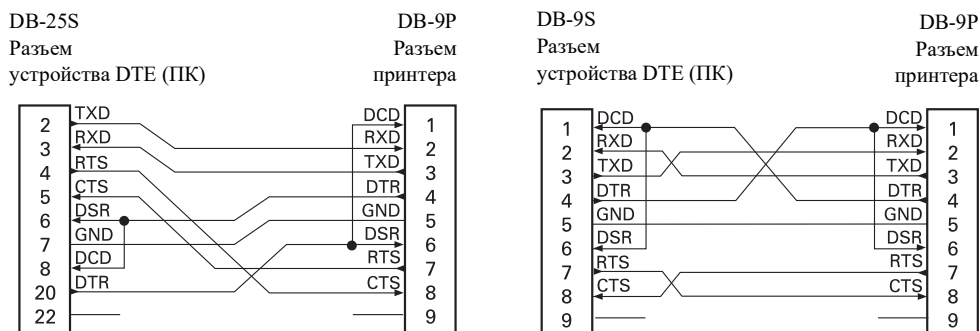 DB-25S
Разъем
устройства DTE (ПК)
DB-9P
Разъем
принтера
2 TXD DCD 1
3 RXD RXD 2
4 RTS TXD 3
5 CTS DTR 4
6 DSR GND 5
7 GND DSR 6
8 DCD RTS 7
20 DTR CTS 8
22 9
DB-9S
Разъем
устройства DTE (ПК)
DB-9P
Разъем
принтера
1 DCD DCD 1
2 RXD RXD 2
3 TXD TXD 3
4 DTR DTR 4
5 GND GND 5
6 DSR DSR 6
7 RTS RTS 7
8 CTS CTS 8
9 9